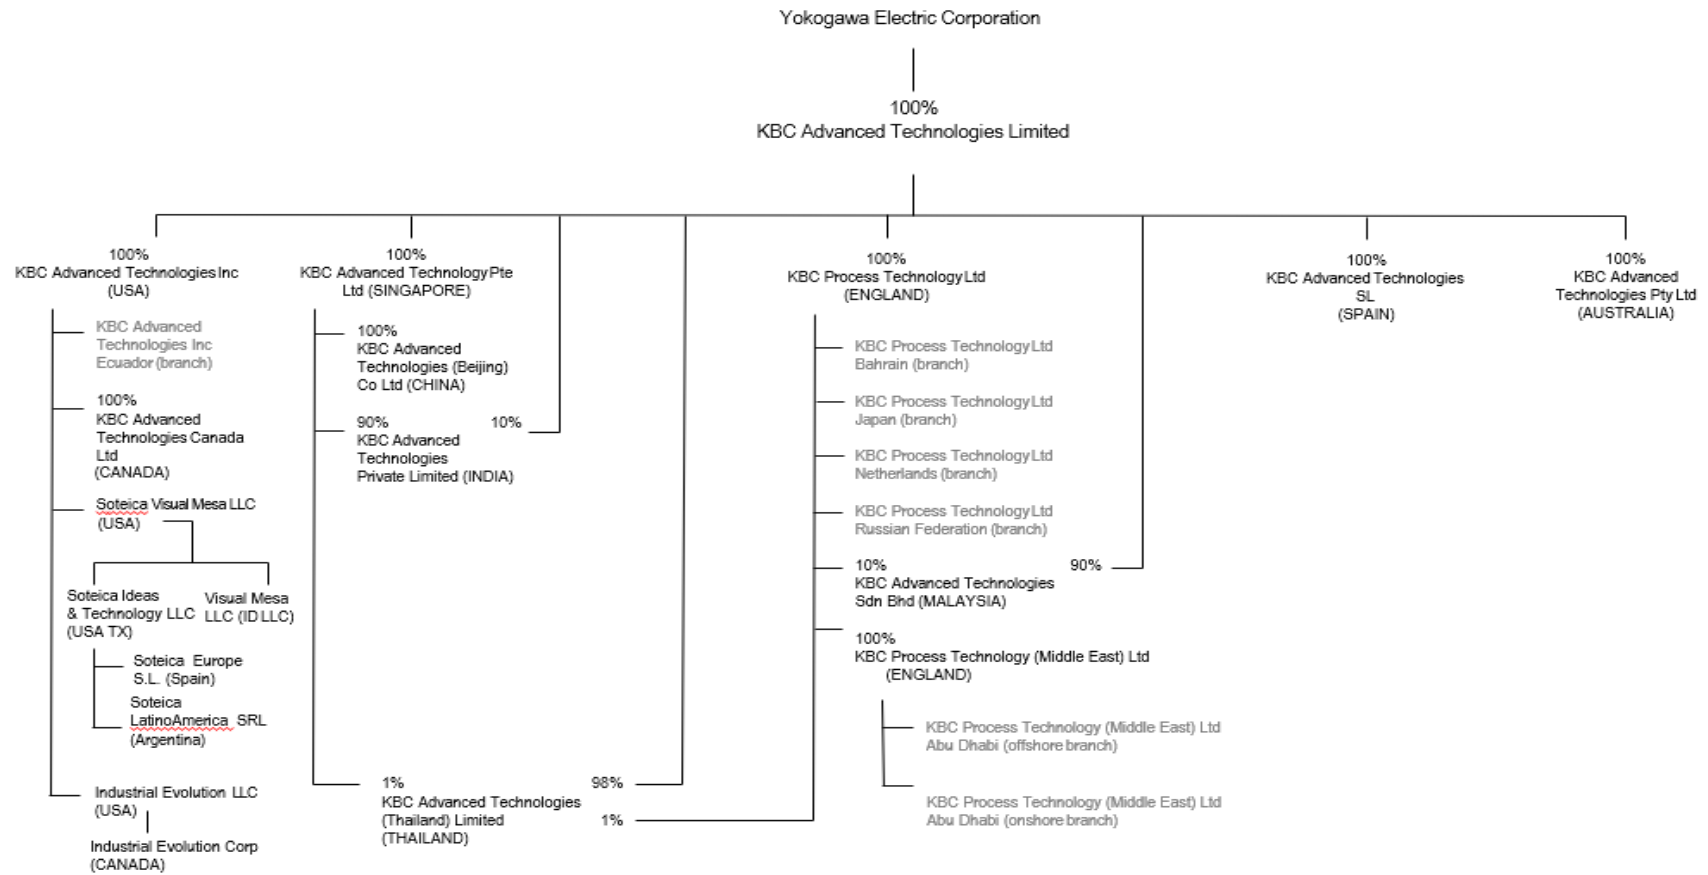 Yokogawa Electric Corporation
100%
KBC Advanced Technologies Limited
100%
KBC Advanced Technologies Inc
(USA)
KBC Advanced
Technologies Inc
Ecuador (branch)
100%
KBC Advanced
Technologies Canada
Ltd
(CANADA)
Soteica Visual Mesa LLC
(USA)
Soteica Ideas
& Technology LLC
(USA TX)
Visual Mesa
LLC (ID LLC)
Soteica Europe
S.L. (Spain)
Soteica
LatinoAmerica SRL
(Argentina)
Industrial Evolution LLC
(USA)
Industrial Evolution Corp
(CANADA)
100%
KBC Advanced Technology Pte
Ltd (SINGAPORE)
100%
KBC Advanced
Technologies (Beijing)
Co Ltd (CHINA)
90% 10%
KBC Advanced
Technologies
Private Limited (INDIA)
1% 98%
KBC Advanced Technologies
(Thailand) Limited 1%
(THAILAND)
100%
KBC Process Technology Ltd
(ENGLAND)
KBC Process Technology Ltd
Bahrain (branch)
KBC Process Technology Ltd
Japan (branch)
KBC Process Technology Ltd
Netherlands (branch)
KBC Process Technology Ltd
Russian Federation (branch)
10% 90%
KBC Advanced Technologies
Sdn Bhd (MALAYSIA)
100%
KBC Process Technology (Middle East) Ltd
(ENGLAND)
KBC Process Technology (Middle East) Ltd
Abu Dhabi (offshore branch)
KBC Process Technology (Middle East) Ltd
Abu Dhabi (onshore branch)
100%
KBC Advanced Technologies
SL
(SPAIN)
100%
KBC Advanced
Technologies Pty Ltd
(AUSTRALIA)